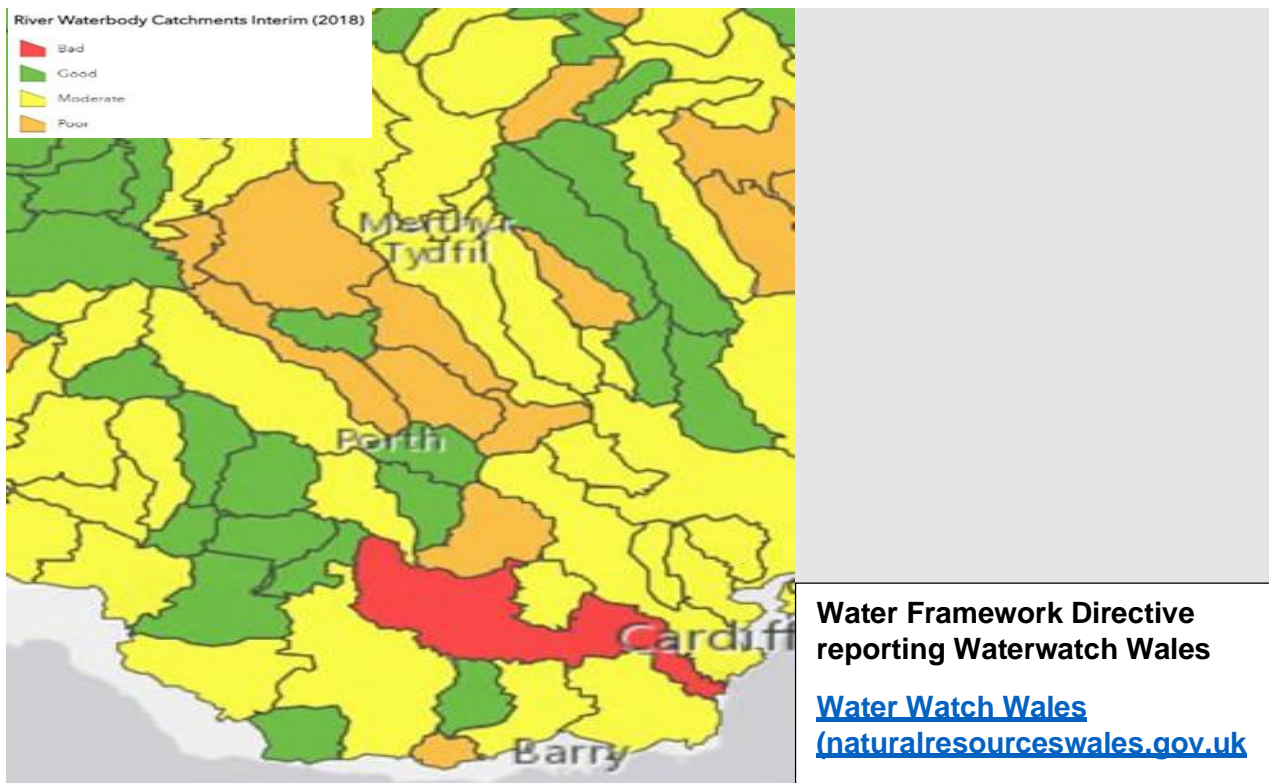 River Waterbody Catchments Interim (2018)
Bad
Good
Moderate
Poor
Merthyr
Tydfil
Porth
Cardiff
Barry
Water Framework Directive
reporting Waterwatch Wales
Water Watch Wales
(naturalresourceswales.gov.uk